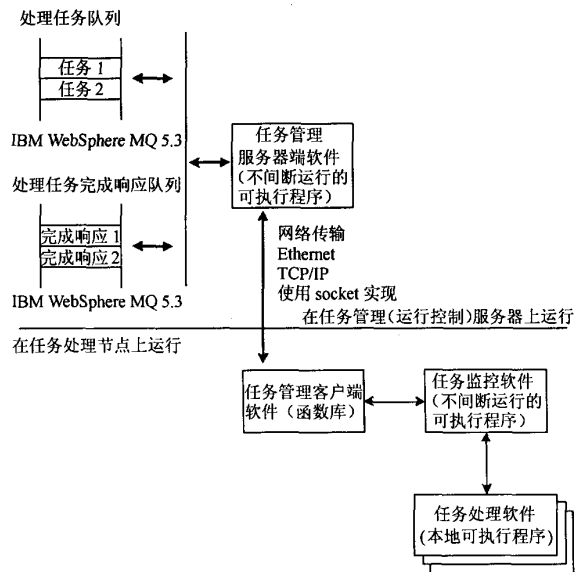 处理任务队列
任务1
任务2
IBM WebSphere MQ 5.3
处理任务完成响应队列
完成响应1
完成响应2
IBM WebSphere MQ 5.3
任务管理
服务器端软件
(不间断运行的
可执行程序)
网络传输
Ethernet
TCP/IP
使用 socket 实现
在任务管理(运行控制)服务器上运行
在任务处理节点上运行
任务管理客户端
软件(函数库)
任务监控软件
(不间断运行的
可执行程序)
任务处理软件
(本地可执行程序)